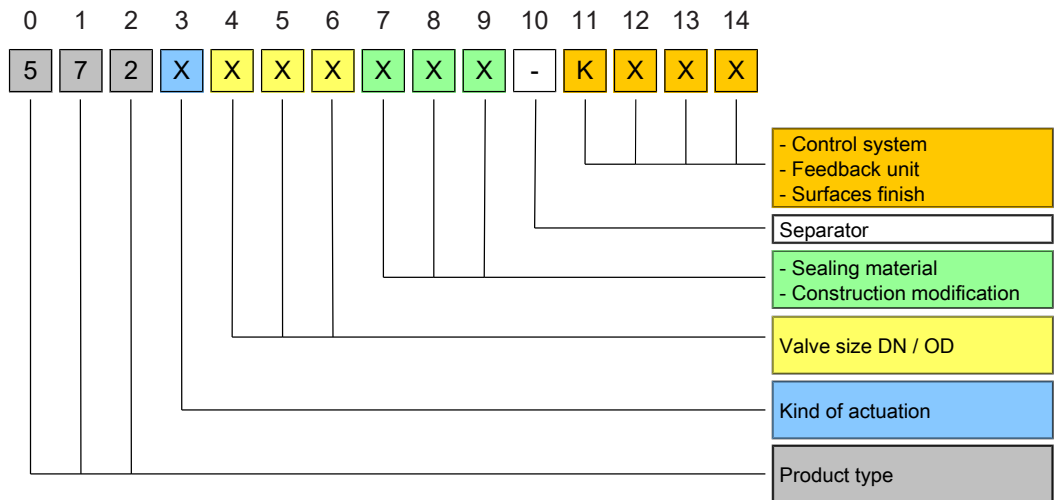 0 1 2 3 4 5 6 7 8 9 10 11 12 13 14
5 7 2 X X X X X X X - K X X X
- Control system
- Feedback unit
- Surfaces finish
Separator
- Sealing material
- Construction modification
Valve size DN / OD
Kind of actuation
Product type